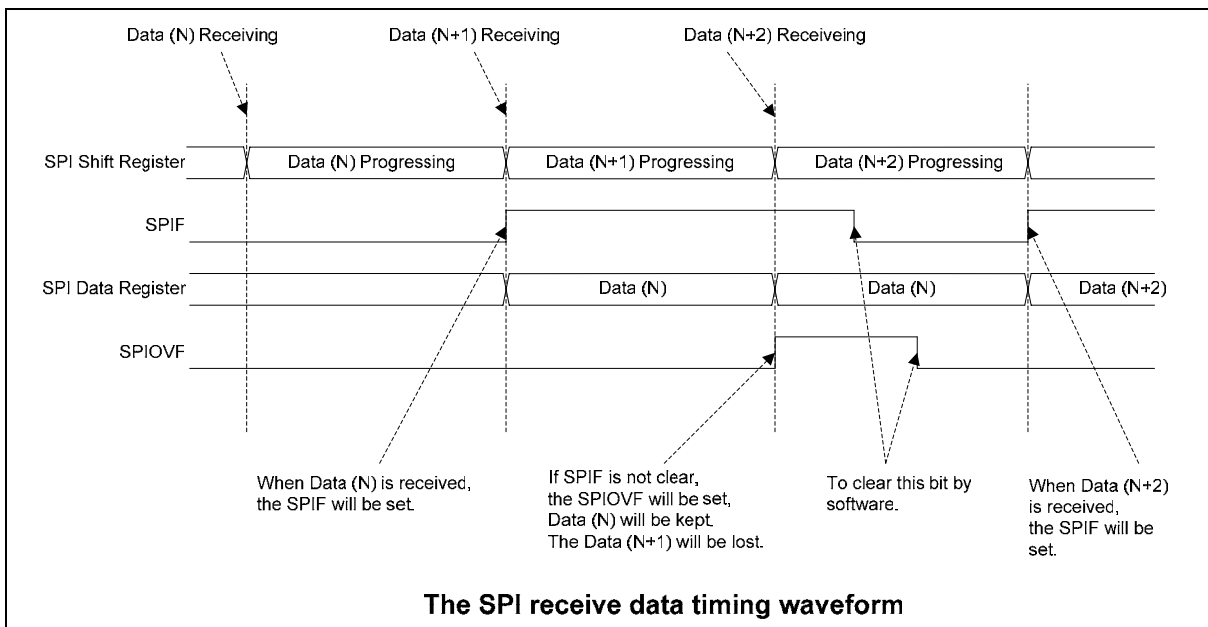 Data (N) Receiving
Data (N+1) Receiving
Data (N+2) Receiveing
SPI Shift Register
Data (N) Progressing
Data (N+1) Progressing
Data (N+2) Progressing
SPIF
SPI Data Register
Data (N)
Data (N)
Data (N+2)
SPIOVF
When Data (N) is received,
the SPIF will be set.
If SPIF is not clear,
the SPIOVF will be set,
Data (N) will be kept.
The Data (N+1) will be lost.
To clear this bit by
software.
When Data (N+2)
is received,
the SPIF will be
set.
The SPI receive data timing waveform